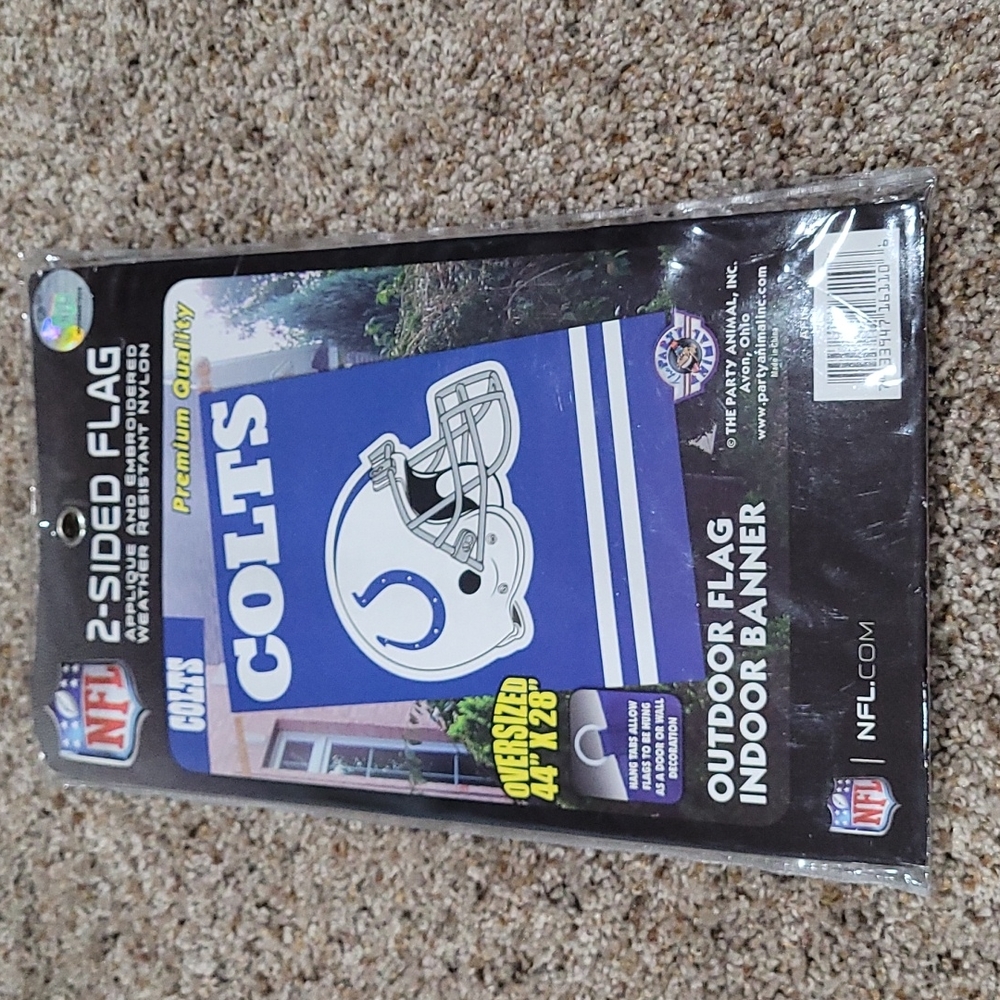 NFL
2-SIDED FLAG
APPLIQUE AND EMBROIDERED
WEATHER RESISTANT NYLON
COLTS
Premium Quality
COLTS
OVERSIZED
44" X 28"
HANG TABS ALLOW
FLAGS TO BE HUNG
AS A DOOR OR WALL
DECORATION
PARTY
ANIMAL
OUTDOOR FLAG
INDOOR BANNER
© THE PARTY ANIMAL, INC.
Avon, Ohio
www.partyanimalinc.com
Made in China
NFL
NFL.COM